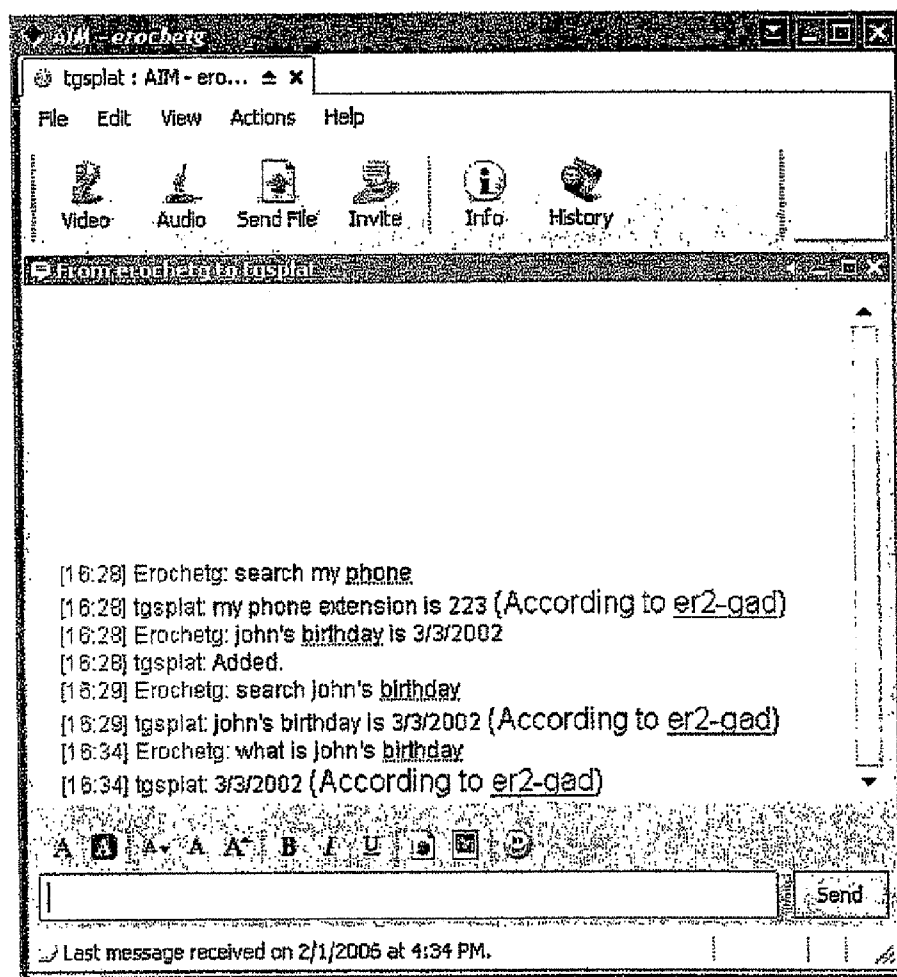 AIM - erochetg
tgsplat : AIM - ero...
File Edit View Actions Help
Video Audio Send File Invite Info History
From erochetg to tgsplat
[16:28] Erochetg: search my phone
[16:28] tgsplat: my phone extension is 223 (According to er2-gad)
[16:28] Erochetg: john's birthday is 3/3/2002
[16:28] tgsplat: Added.
[16:29] Erochetg: search john's birthday
[16:29] tgsplat: john's birthday is 3/3/2002 (According to er2-gad)
[16:34] Erochetg: what is john's birthday
[16:34] tgsplat: 3/3/2002 (According to er2-gad)
A A A A A B I U
Send
Last message received on 2/1/2006 at 4:34 PM.